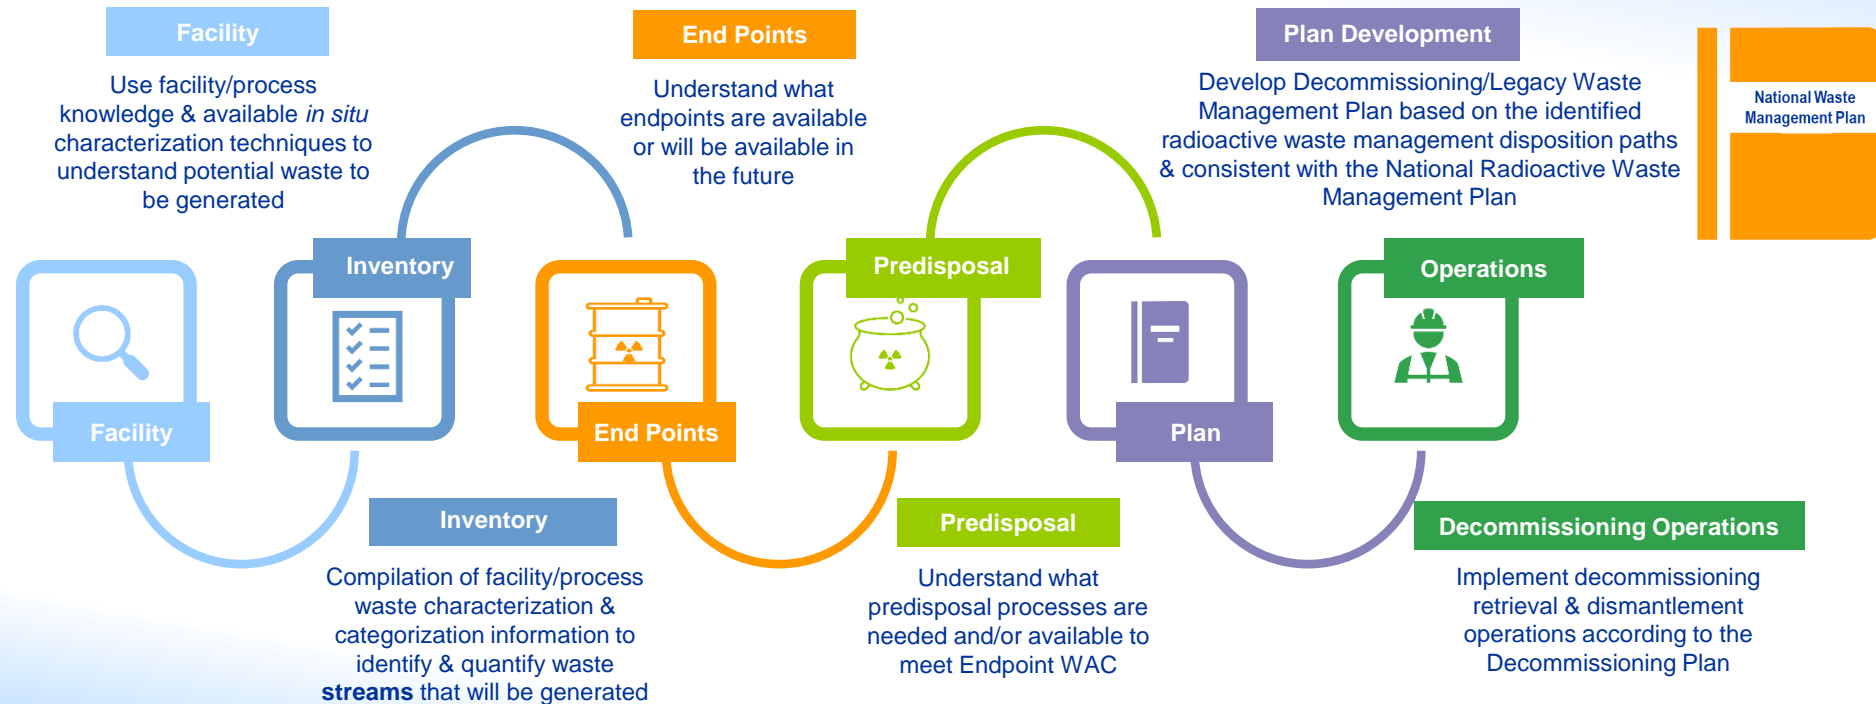 Facility
Use facility/process
knowledge & available in situ
characterization techniques to
understand potential waste to
be generated
End Points
Understand what
endpoints are available
or will be available in
the future
Plan Development
Develop Decommissioning/Legacy Waste
Management Plan based on the identified
radioactive waste management disposition paths
& consistent with the National Radioactive Waste
Management Plan
National Waste
Management Plan
Facility
Inventory
End Points
Predisposal
Plan
Operations
Inventory
Compilation of facility/process
waste characterization &
categorization information to
identify & quantify waste
streams that will be generated
Predisposal
Understand what
predisposal processes are
needed and/or available to
meet Endpoint WAC
Decommissioning Operations
Implement decommissioning
retrieval & dismantlement
operations according to the
Decommissioning Plan